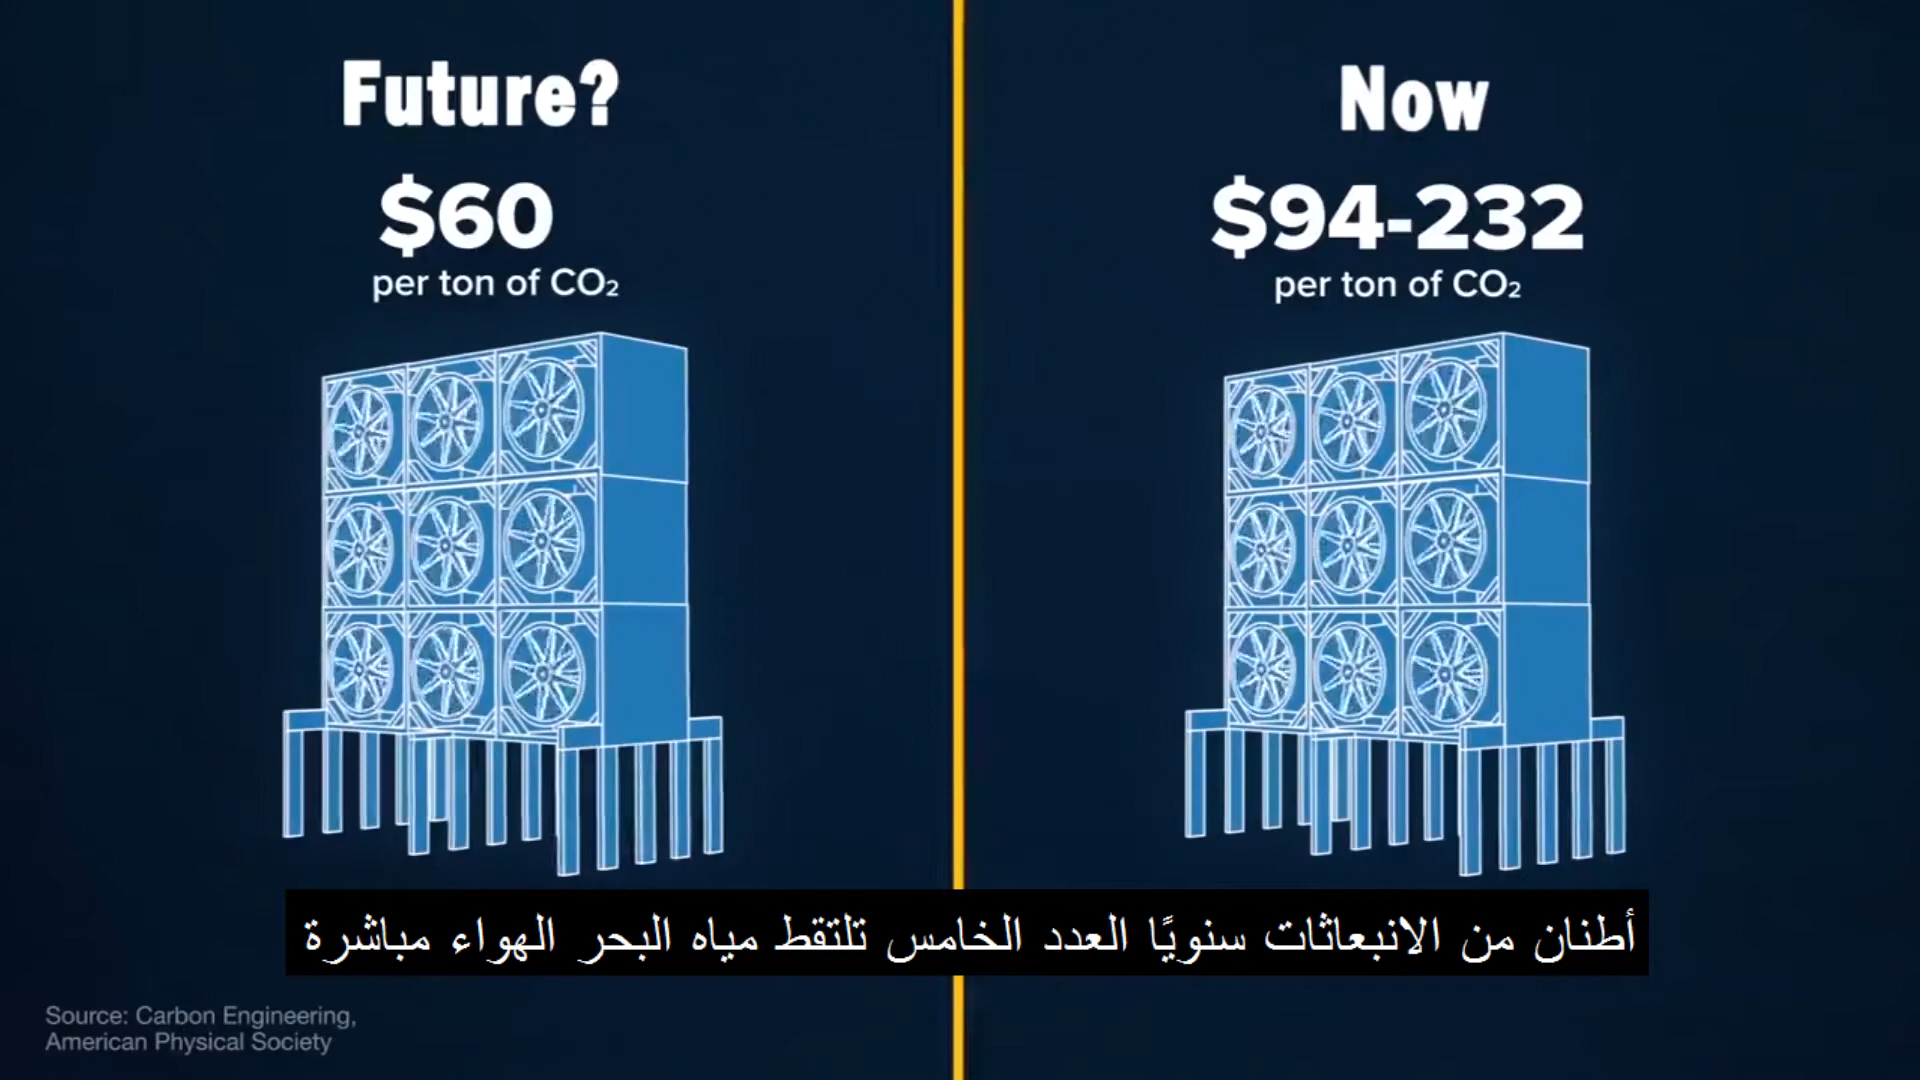 Future?
$60
per ton of CO₂
Now
$94-232
per ton of CO₂
أطنان من الانبعاثات سنويًا العدد الخامس تلتقط مياه البحر الهواء مباشرة
Source: Carbon Engineering,
American Physical Society